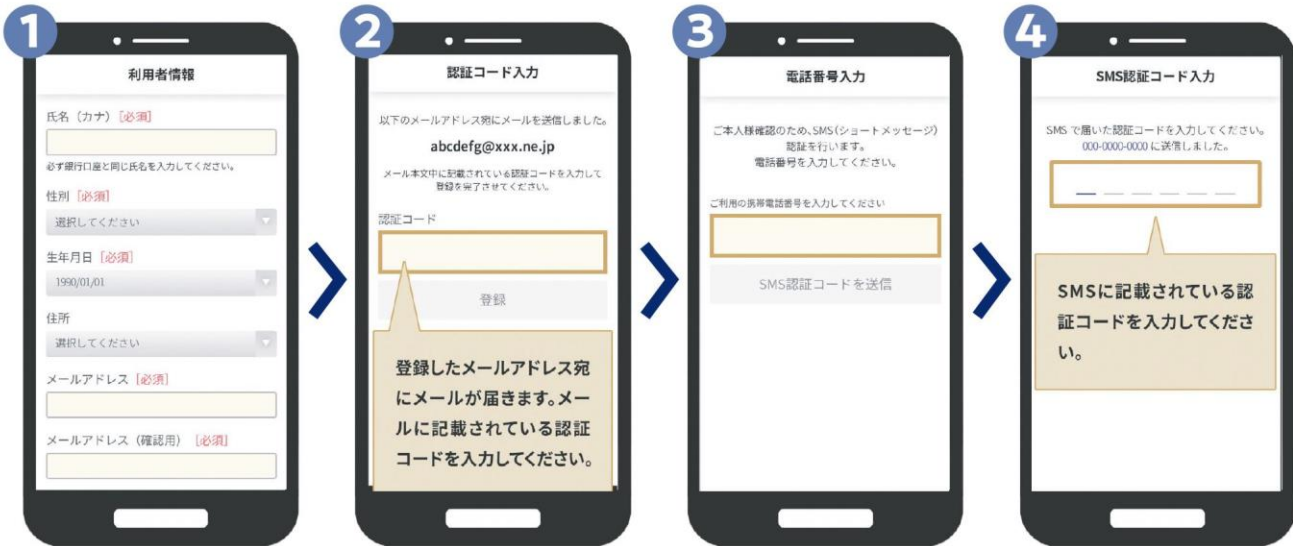 1
利用者情報
氏名（カナ）［必須］
必ず銀行口座と同じ氏名を入力してください。
性別［必須］
選択してください
生年月日［必須］
1990/01/01
住所
選択してください
メールアドレス［必須］
メールアドレス（確認用）［必須］
2
認証コード入力
以下のメールアドレス宛にメールを送信しました。
abcdefg@xxx.ne.jp
メール本文中に記載されている認証コードを入力して
登録を完了させてください。
認証コード
登録
登録したメールアドレス宛
にメールが届きます。メー
ルに記載されている認証
コードを入力してください。
3
電話番号入力
ご本人様確認のため、SMS（ショートメッセージ）
認証を行います。
電話番号を入力してください。
ご利用の携帯電話番号を入力してください
SMS認証コードを送信
4
SMS認証コード入力
SMS で届いた認証コードを入力してください。
000-0000-0000 に送信しました。
SMSに記載されている認
証コードを入力してくださ
い。